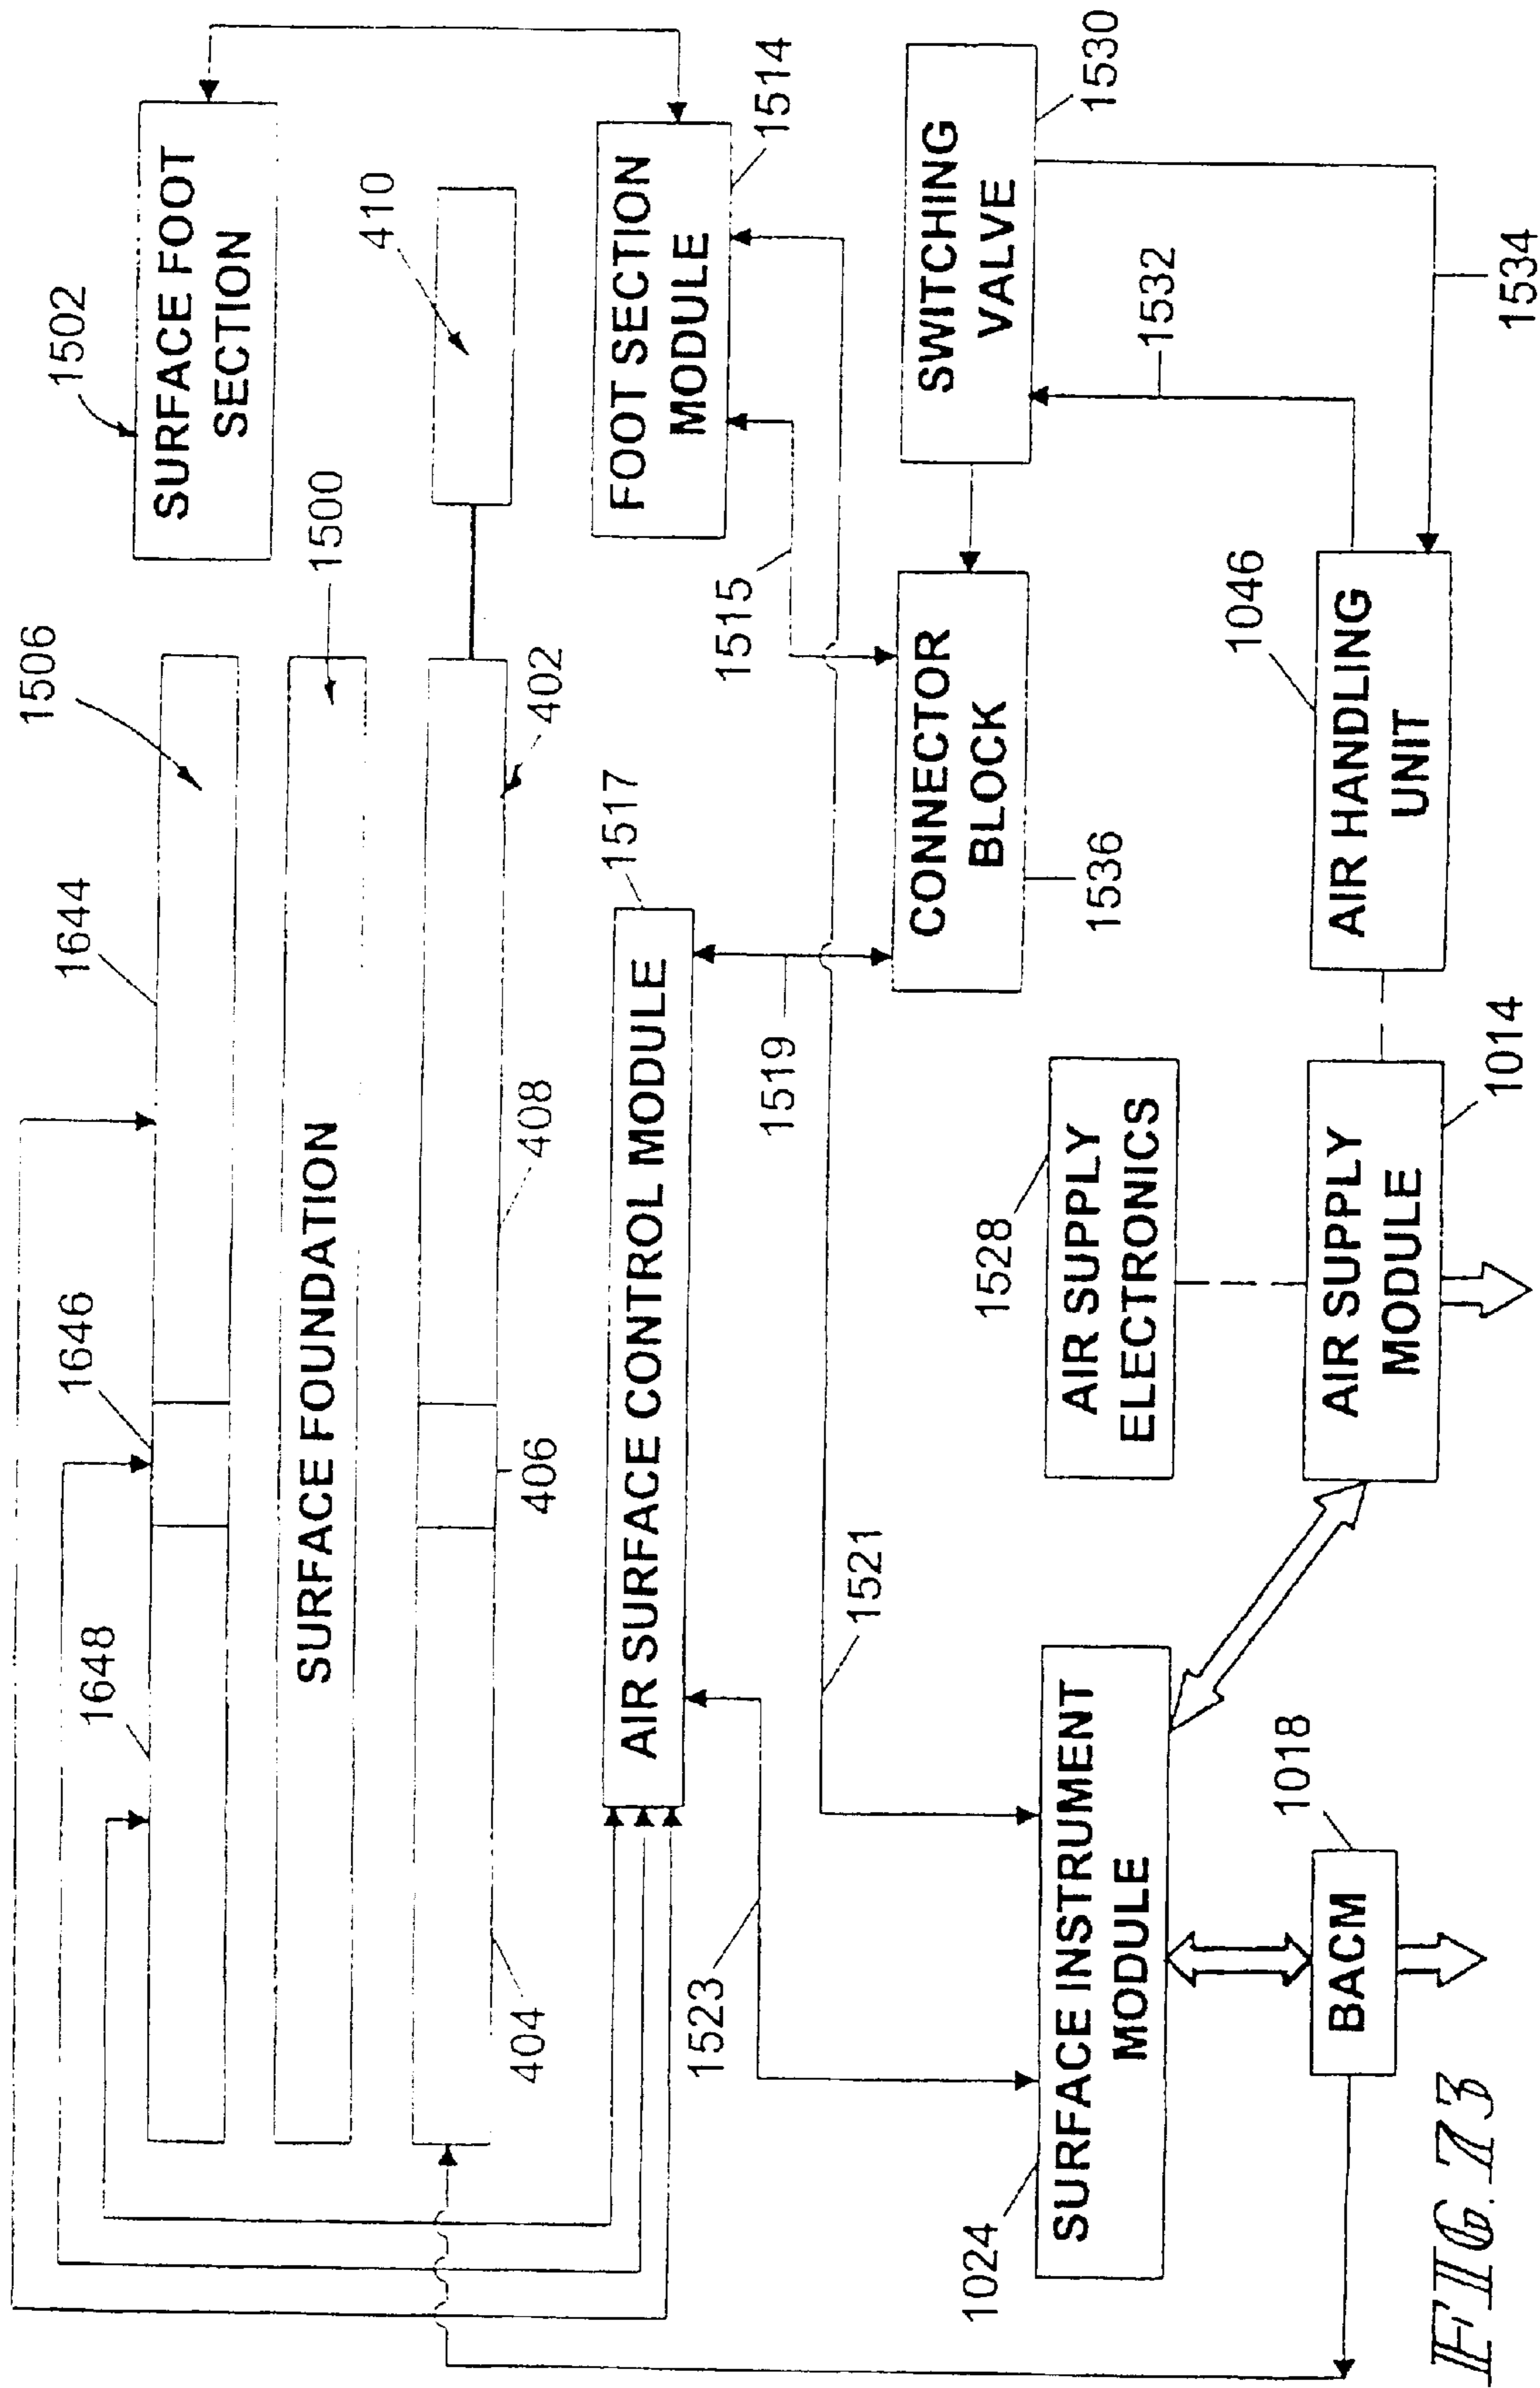 1506
1502
1644
1646
1648
SURFACE FOOT
SECTION
1500
SURFACE FOUNDATION
410
402
408
406
404
1517
AIR SURFACE CONTROL MODULE
FOOT SECTION
MODULE
1514
1515
1519
1521
1523
CONNECTOR
BLOCK
1536
SWITCHING
VALVE
1530
1532
1534
1528
AIR SUPPLY
ELECTRONICS
1046
AIR HANDLING
UNIT
AIR SUPPLY
MODULE
1014
1024
SURFACE INSTRUMENT
MODULE
1018
BACM
FIG. 73